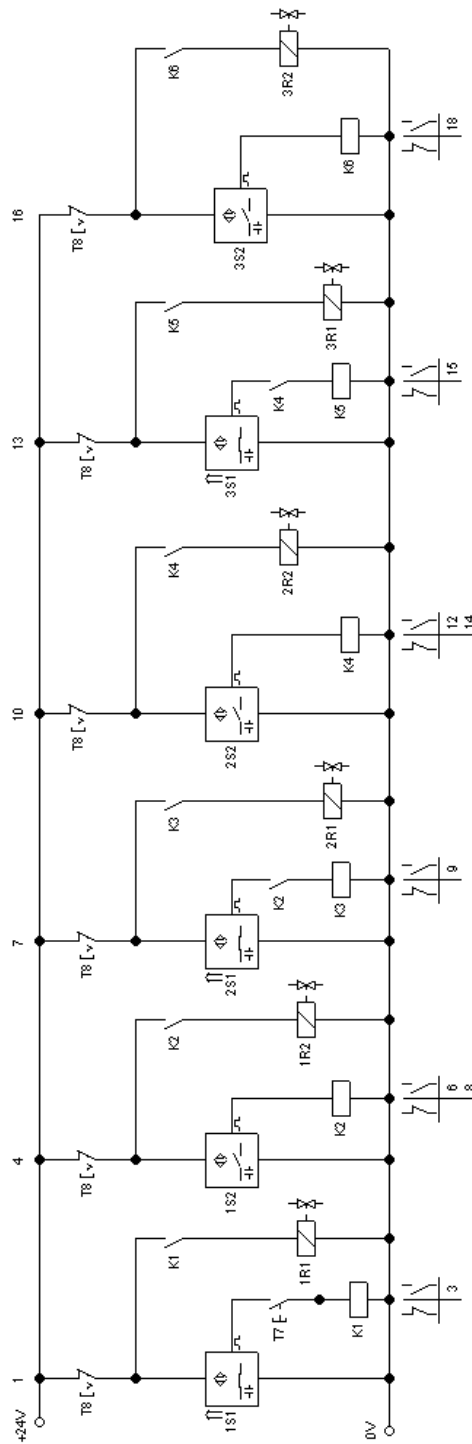 1 4 7 10 13 16
+24V
T8 T8 T8 T8 T8 T8
K1 K2 K3 K4 K5 K6
1S1 1S2 2S1 2S2 3S1 3S2
T7 K2 K4
1R1 1R2 2R1 2R2 3R1 3R2
K1 K2 K3 K4 K5 K6
0V
3 6 9 12 15 18
8 14